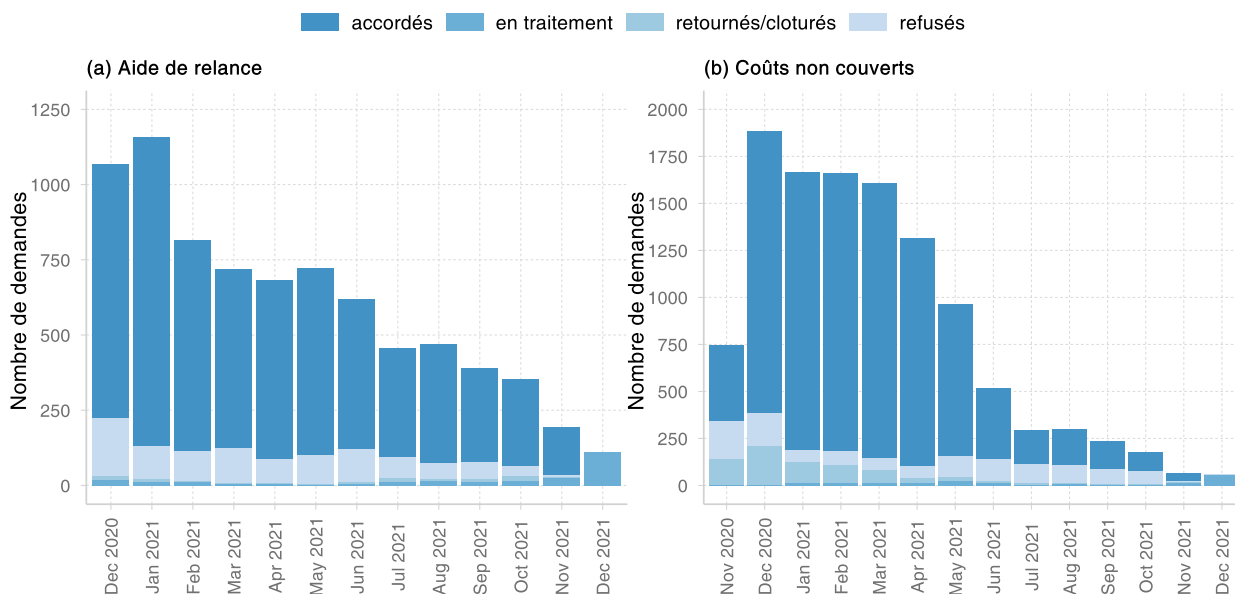 accordés en traitement retournés/cloturés refusés
(a) Aide de relance
Nombre de demandes
1250
1000
750
500
250
0
Dec 2020 Jan 2021 Feb 2021 Mar 2021 Apr 2021 May 2021 Jun 2021 Jul 2021 Aug 2021 Sep 2021 Oct 2021 Nov 2021 Dec 2021
(b) Coûts non couverts
Nombre de demandes
2000
1750
1500
1250
1000
750
500
250
0
Nov 2020 Dec 2020 Jan 2021 Feb 2021 Mar 2021 Apr 2021 May 2021 Jun 2021 Jul 2021 Aug 2021 Sep 2021 Oct 2021 Nov 2021 Dec 2021